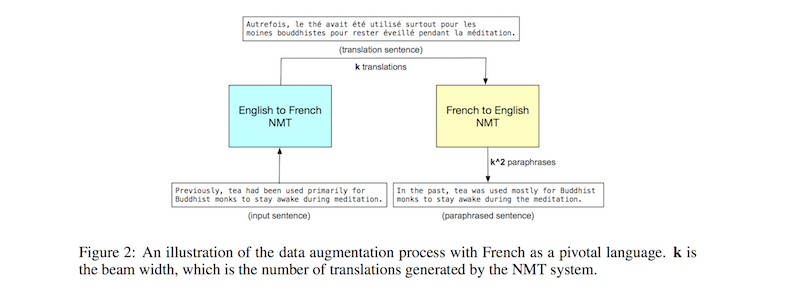 Autrefois, le thé avait été utilisé surtout pour les
moines bouddhistes pour rester éveillé pendant la méditation.
(translation sentence)
k translations
English to French
NMT
French to English
NMT
k^2 paraphrases
Previously, tea had been used primarily for
Buddhist monks to stay awake during meditation.
(input sentence)
In the past, tea was used mostly for Buddhist
monks to stay awake during the meditation.
(paraphrased sentence)
Figure 2: An illustration of the data augmentation process with French as a pivotal language. k is
the beam width, which is the number of translations generated by the NMT system.